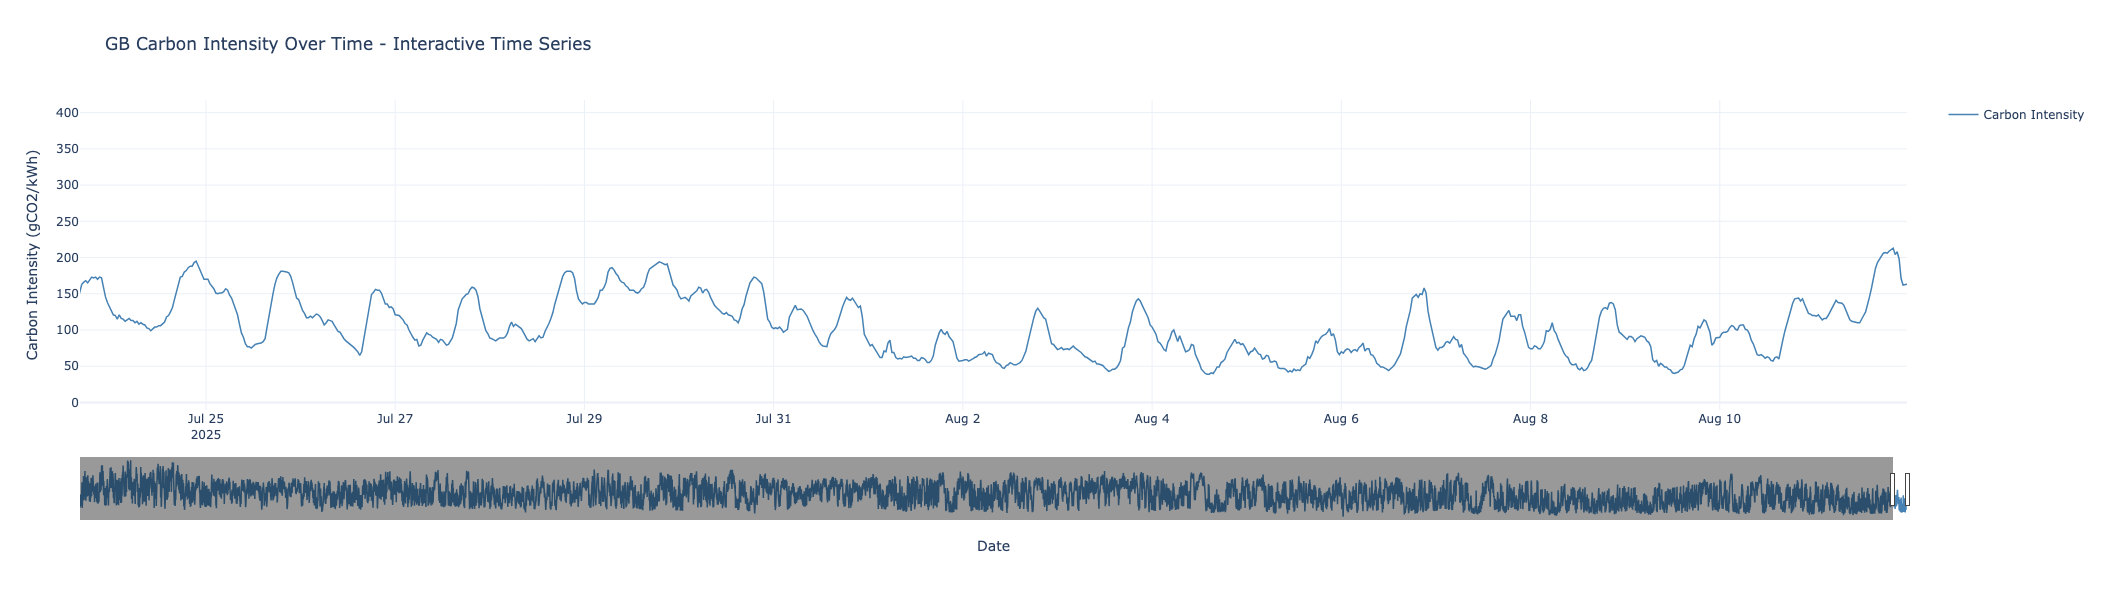 GB Carbon Intensity Over Time - Interactive Time Series
Carbon Intensity (gCO2/kWh)
400
350
300
250
200
150
100
50
0
Carbon Intensity
Jul 25 Jul 27 Jul 29 Jul 31 Aug 2 Aug 4 Aug 6 Aug 8 Aug 10
2025
Date